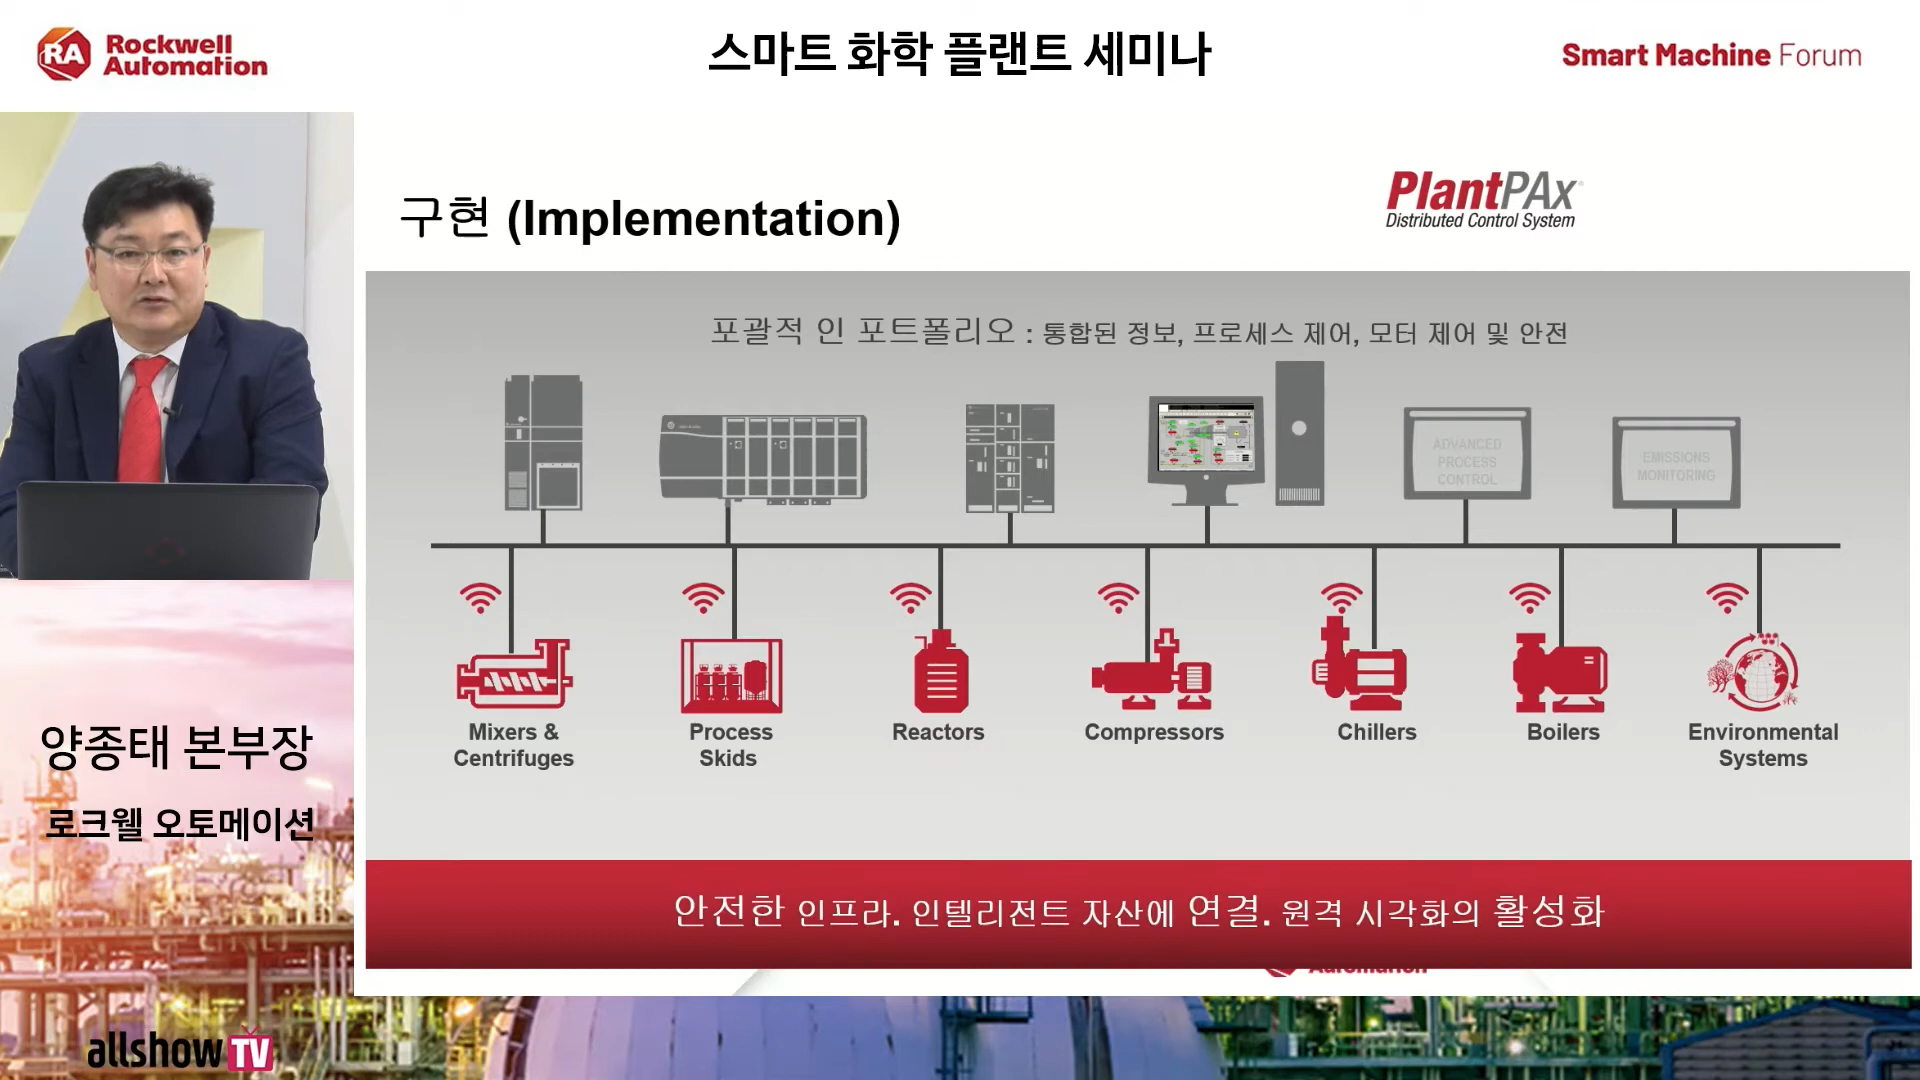 RA Rockwell Automation
스마트 화학 플랜트 세미나
Smart Machine Forum
구현 (Implementation)
PlantPAx
Distributed Control System
포괄적 인 포트폴리오 : 통합된 정보, 프로세스 제어, 모터 제어 및 안전
ADVANCED
PROCESS
CONTROL
EMISSIONS
MONITORING
Mixers &
Centrifuges
Process
Skids
Reactors
Compressors
Chillers
Boilers
Environmental
Systems
안전한 인프라. 인텔리전트 자산에 연결. 원격 시각화의 활성화
양종태 본부장
로크웰 오토메이션
Automation
allshow TV